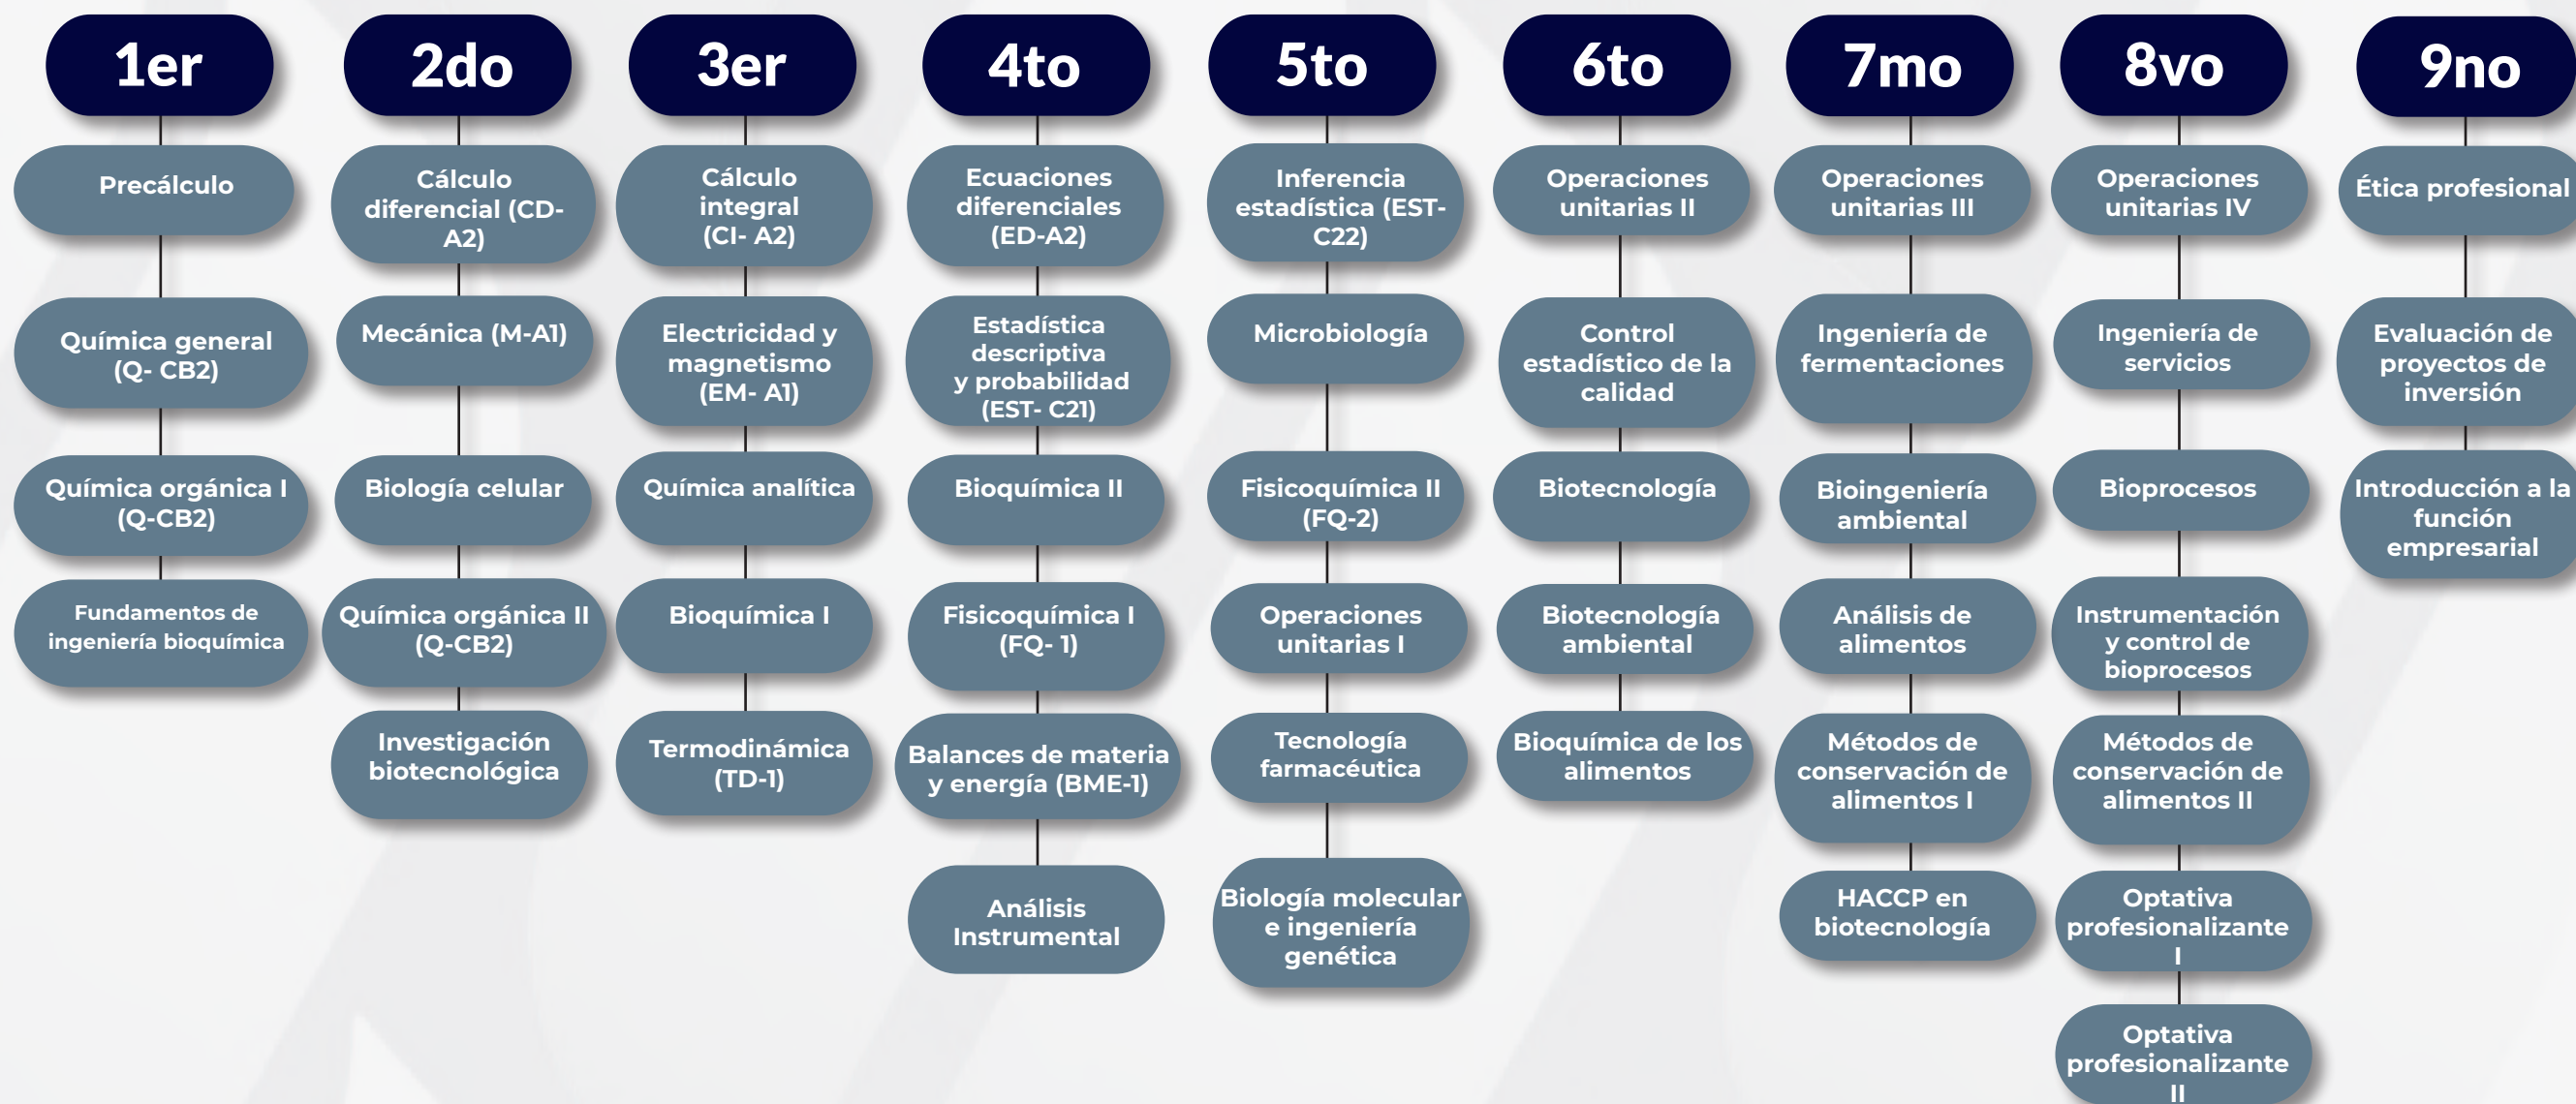 1er
Precálculo
Química general
(Q- CB2)
Química orgánica I
(Q-CB2)
Fundamentos de
ingeniería bioquímica
2do
Cálculo
diferencial (CD-
A2)
Mecánica (M-A1)
Biología celular
Química orgánica II
(Q-CB2)
Investigación
biotecnológica
3er
Cálculo
integral
(CI- A2)
Electricidad y
magnetismo
(EM- A1)
Química analítica
Bioquímica I
Termodinámica
(TD-1)
4to
Ecuaciones
diferenciales
(ED-A2)
Estadística
descriptiva
y probabilidad
(EST- C21)
Bioquímica II
Fisicoquímica I
(FQ- 1)
Balances de materia
y energía (BME-1)
Análisis
Instrumental
5to
Inferencia
estadística (EST-
C22)
Microbiología
Fisicoquímica II
(FQ-2)
Operaciones
unitarias I
Tecnología
farmacéutica
Biología molecular
e ingeniería
genética
6to
Operaciones
unitarias II
Control
estadístico de la
calidad
Biotecnología
Biotecnología
ambiental
Bioquímica de los
alimentos
7mo
Operaciones
unitarias III
Ingeniería de
fermentaciones
Bioingeniería
ambiental
Análisis de
alimentos
Métodos de
conservación de
alimentos I
HACCP en
biotecnología
8vo
Operaciones
unitarias IV
Ingeniería de
servicios
Bioprocesos
Instrumentación
y control de
bioprocesos
Métodos de
conservación de
alimentos II
Optativa
profesionalizante
I
Optativa
profesionalizante
II
9no
Ética profesional
Evaluación de
proyectos de
inversión
Introducción a la
función
empresarial